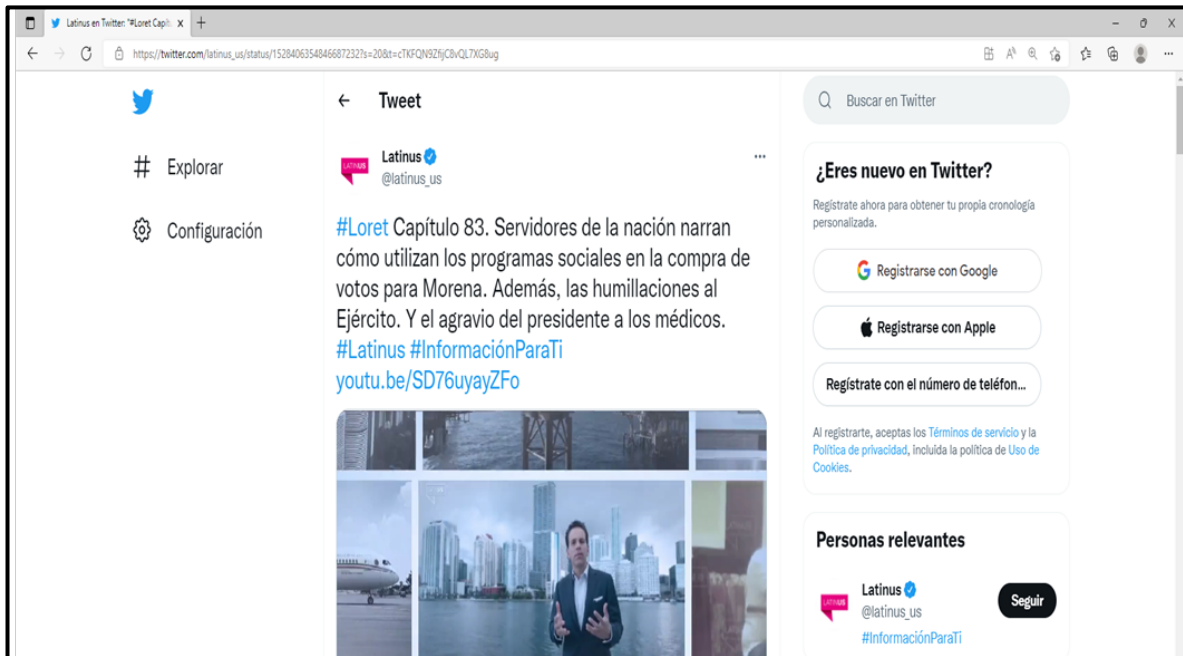 Latinus en Twitter: "#Loret Capít
https://twitter.com/latinus_us/status/1528406354846687232?s=20&t=cTKFQN9ZfijC8vQL7XG8ug
Tweet
Buscar en Twitter
Explorar
Configuración
Latinus
@latinus_us
LATINUS
#Loret Capítulo 83. Servidores de la nación narran
cómo utilizan los programas sociales en la compra de
votos para Morena. Además, las humillaciones al
Ejército. Y el agravio del presidente a los médicos.
#Latinus #InformaciónParaTi
youtu.be/SD76uyayZFo
¿Eres nuevo en Twitter?
Regístrate ahora para obtener tu propia cronología
personalizada.
Registrarse con Google
Registrarse con Apple
Regístrate con el número de teléfon...
Al registrarte, aceptas los Términos de servicio y la
Política de privacidad, incluida la política de Uso de
Cookies.
Personas relevantes
LATINUS
Latinus
@latinus_us
Seguir
#InformaciónParaTi